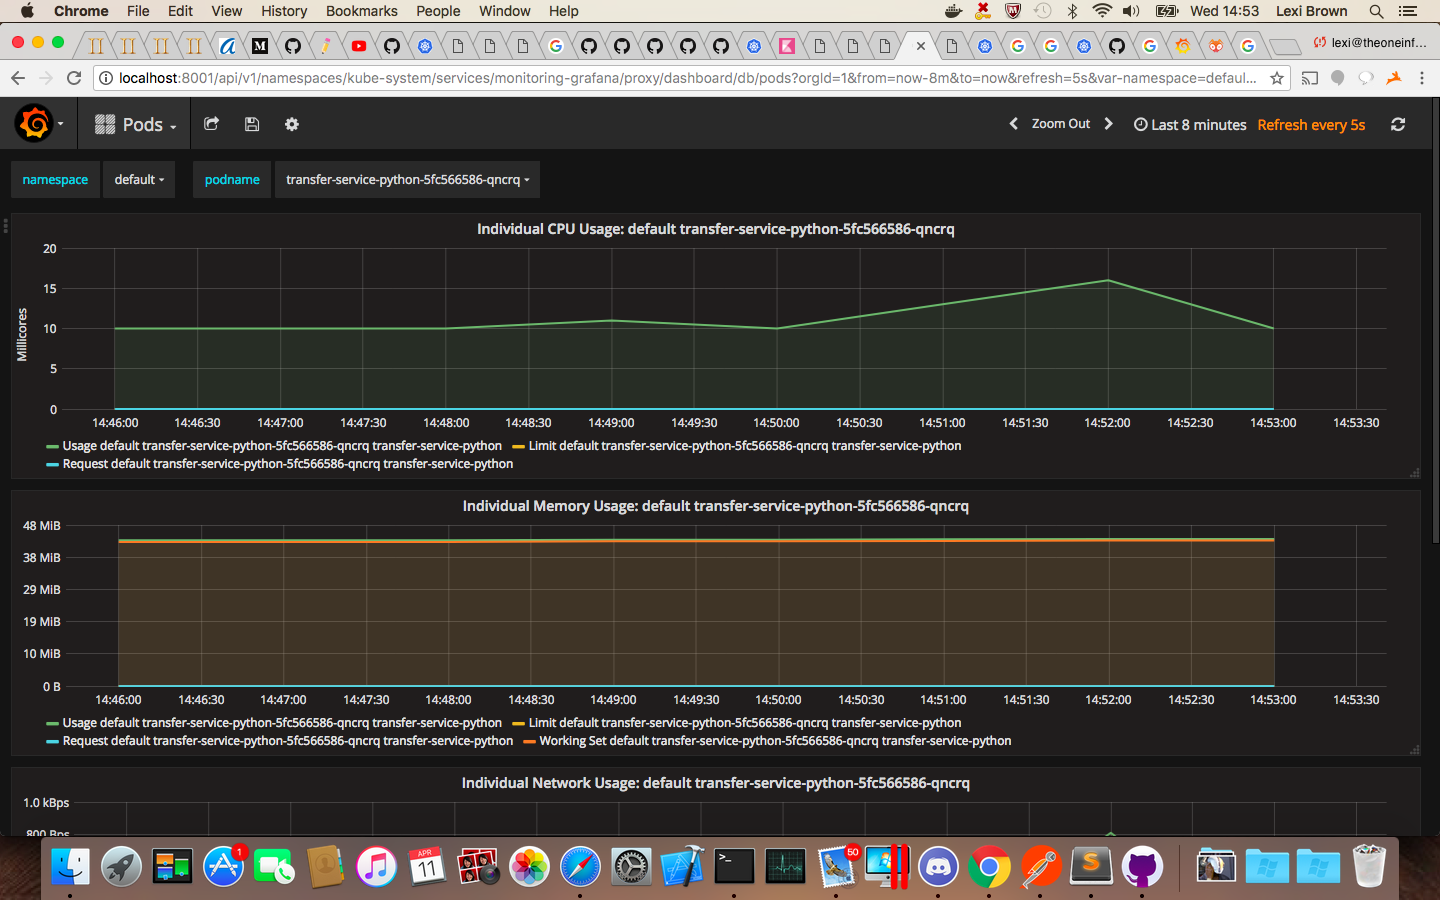 Chrome File Edit View History Bookmarks People Window Help Wed 14:53 Lexi Brown
lexi@theoneinf...
localhost:8001/api/v1/namespaces/kube-system/services/monitoring-grafana/proxy/dashboard/db/pods?orgId=1&from=now-8m&to=now&refresh=5s&var-namespace=defaul...
Pods Zoom Out Last 8 minutes Refresh every 5s
namespace default podname transfer-service-python-5fc566586-qncrq
Individual CPU Usage: default transfer-service-python-5fc566586-qncrq
Millicores
20
15
10
5
0
14:46:00 14:46:30 14:47:00 14:47:30 14:48:00 14:48:30 14:49:00 14:49:30 14:50:00 14:50:30 14:51:00 14:51:30 14:52:00 14:52:30 14:53:00 14:53:30
Usage default transfer-service-python-5fc566586-qncrq transfer-service-python Limit default transfer-service-python-5fc566586-qncrq transfer-service-python
Request default transfer-service-python-5fc566586-qncrq transfer-service-python
Individual Memory Usage: default transfer-service-python-5fc566586-qncrq
48 MiB
38 MiB
29 MiB
19 MiB
10 MiB
0 B
14:46:00 14:46:30 14:47:00 14:47:30 14:48:00 14:48:30 14:49:00 14:49:30 14:50:00 14:50:30 14:51:00 14:51:30 14:52:00 14:52:30 14:53:00 14:53:30
Usage default transfer-service-python-5fc566586-qncrq transfer-service-python Limit default transfer-service-python-5fc566586-qncrq transfer-service-python
Request default transfer-service-python-5fc566586-qncrq transfer-service-python Working Set default transfer-service-python-5fc566586-qncrq transfer-service-python
Individual Network Usage: default transfer-service-python-5fc566586-qncrq
1.0 kBps
800 Bps
1
APR
11
50